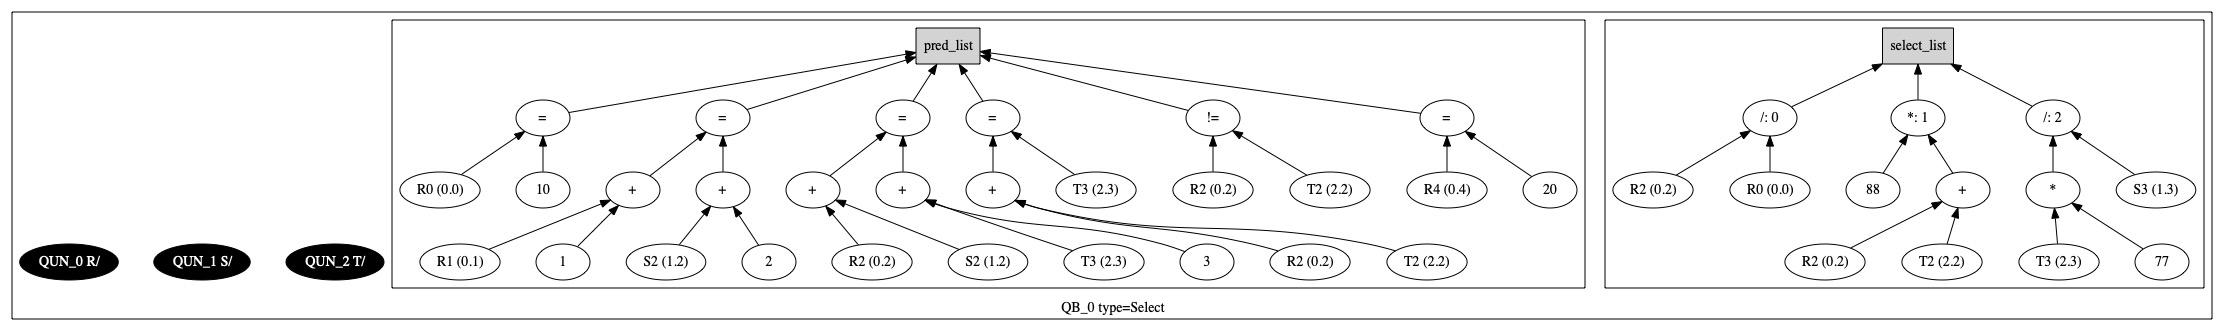 pred_list select_list
= = = = != = /: 0 *: 1 /: 2
R0 (0.0) 10 + + + + + T3 (2.3) R2 (0.2) T2 (2.2) R4 (0.4) 20 R2 (0.2) R0 (0.0) 88 + * S3 (1.3)
QUN_0 R/ QUN_1 S/ QUN_2 T/ R1 (0.1) 1 S2 (1.2) 2 R2 (0.2) S2 (1.2) T3 (2.3) 3 R2 (0.2) T2 (2.2) R2 (0.2) T2 (2.2) T3 (2.3) 77
QB_0 type=Select